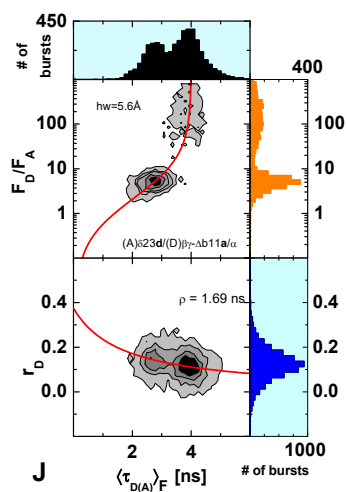 450
# of
bursts
0
400
hw=5.6Å
100
10
1
F_D/F_A
100
10
1
(A)δ23d/(D)βγ-Δb11a/α
ρ = 1.69 ns
0.4
0.2
0.0
r_D
0.4
0.2
0.0
2 4 6
1000
J
⟨τ_D(A)⟩_F [ns]
# of bursts